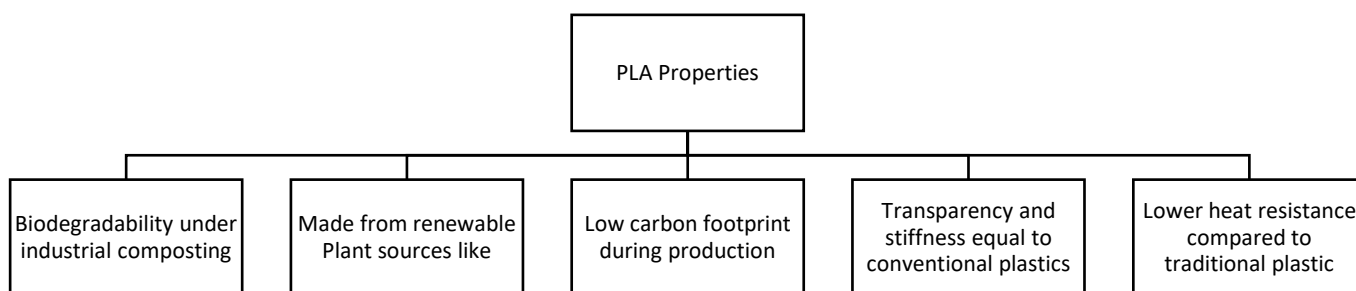 PLA Properties
Biodegradability under
industrial composting
Made from renewable
Plant sources like
Low carbon footprint
during production
Transparency and
stiffness equal to
conventional plastics
Lower heat resistance
compared to
traditional plastic